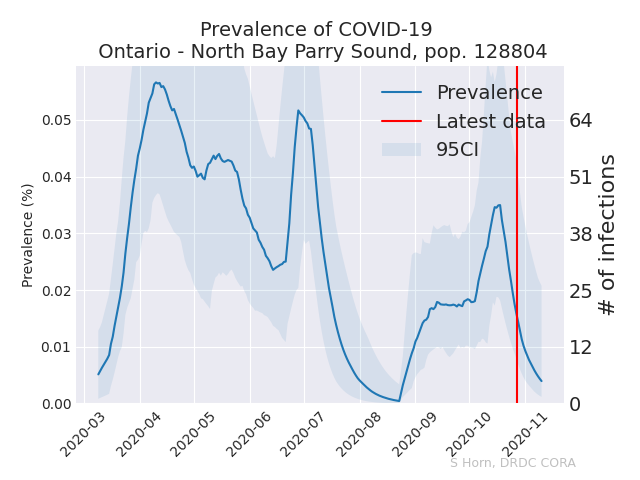 Prevalence of COVID-19
Ontario - North Bay Parry Sound, pop. 128804
Prevalence
Latest data
95CI
Prevalence (%)
0.05
0.04
0.03
0.02
0.01
0.00
64
51
38
25
12
0
# of infections
2020-03
2020-04
2020-05
2020-06
2020-07
2020-08
2020-09
2020-10
2020-11
S Horn, DRDC CORA